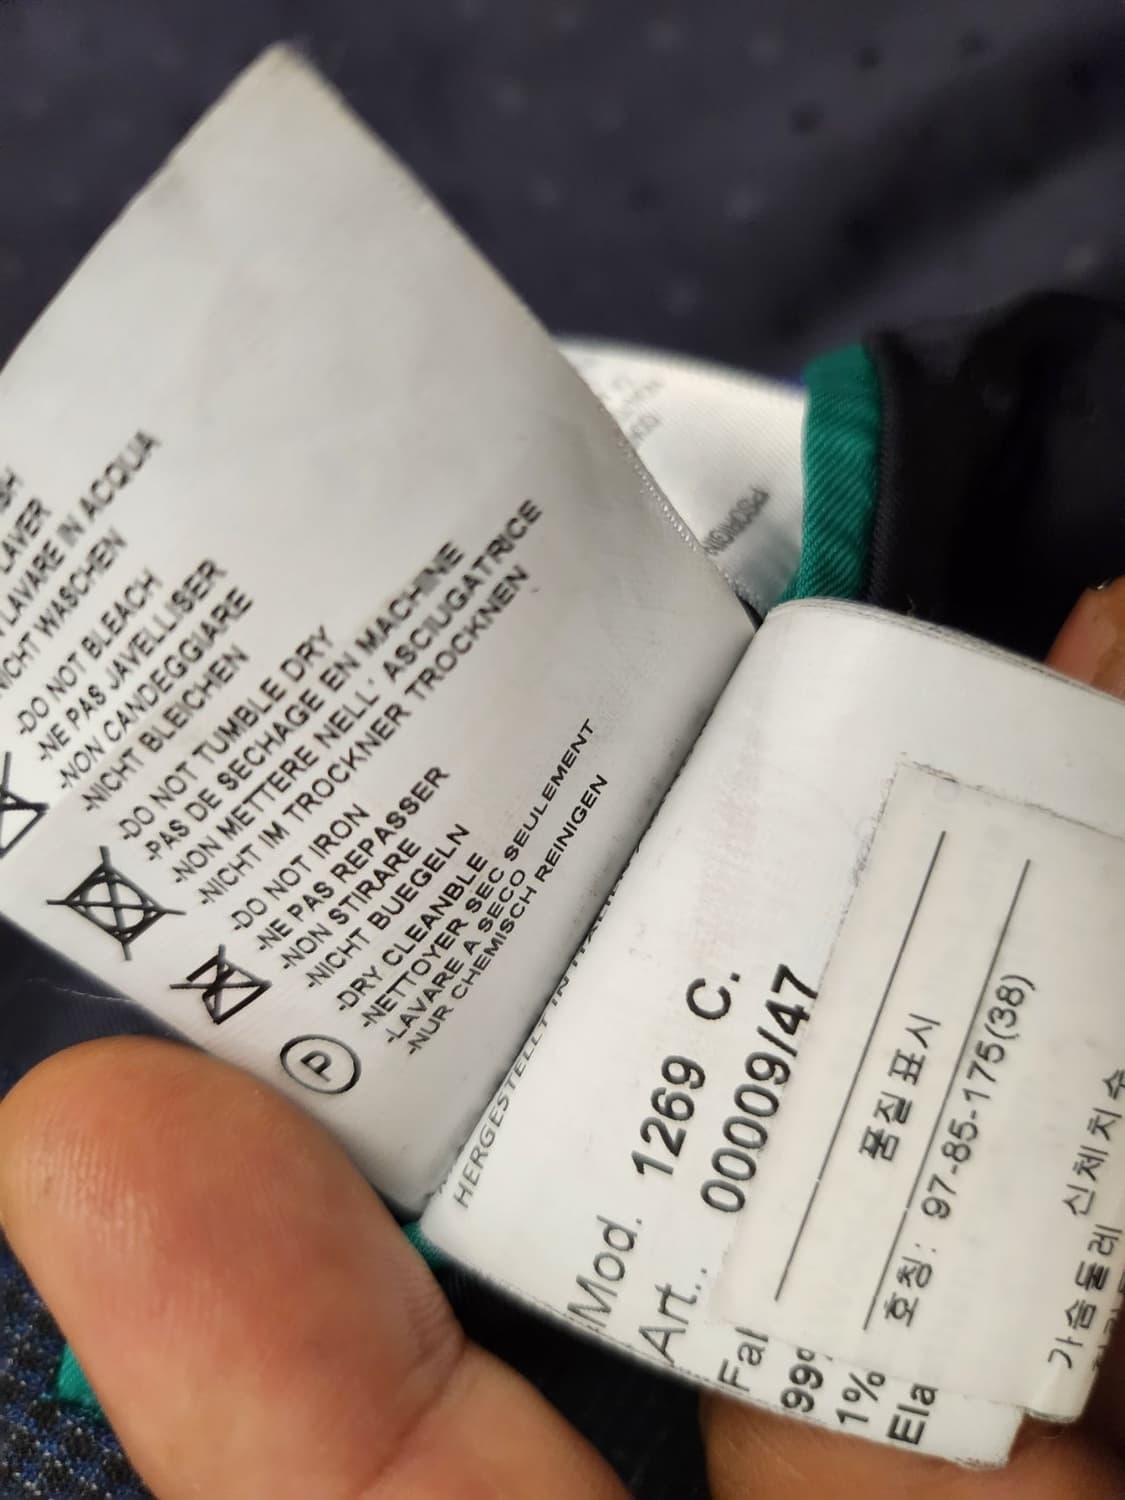 LAVER
LAVARE IN ACQUA
NICHT WASCHEN
-DO NOT BLEACH
-NE PAS JAVELLISER
-NON CANDEGGIARE
-NICHT BLEICHEN
-DO NOT TUMBLE DRY
-PAS DE SECHAGE EN MACHINE
-NON METTERE NELL' ASCIUGATRICE
-NICHT IM TROCKNER TROCKNEN
-DO NOT IRON
-NE PAS REPASSER
-NON STIRARE
-NICHT BUEGELN
-DRY CLEANBLE
-NETTOYER SEC SEULEMENT
-LAVARE A SECO
-NUR CHEMISCH REINIGEN
P
HERGESTELLT IN
Mod. 1269 C.
Art.. 00009/47
99%
1%
Ela
품질표시
호칭: 97-85-175(38)
신체치수
가슴둘레